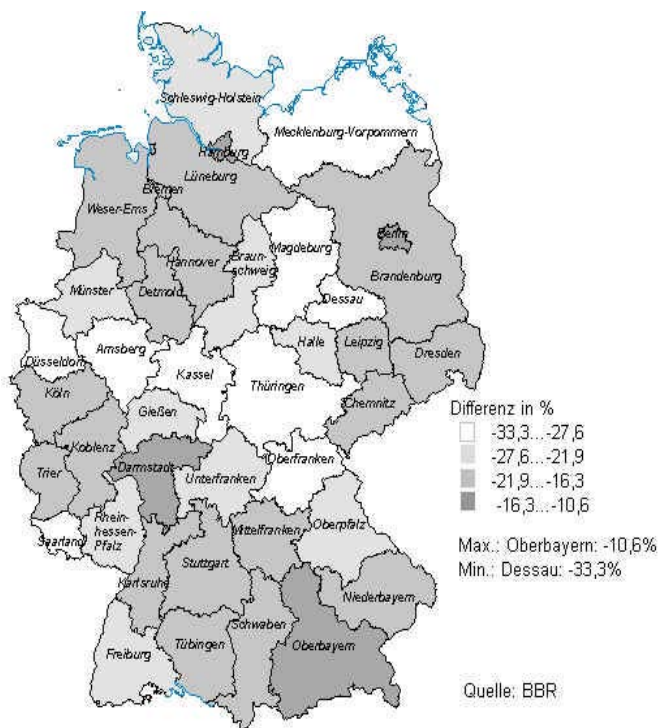 Schleswig-Holstein
Mecklenburg-Vorpommern
Hamburg
Lüneburg
Bremen
Weser-Ems
Berlin
Brandenburg
Magdeburg
Braun-
schweig
Hannover
Detmold
Münster
Dessau
Halle
Leipzig
Dresden
Düsseldorf
Arnsberg
Kassel
Thüringen
Chemnitz
Köln
Gießen
Koblenz
Trier
Darmstadt
Unterfranken
Oberfranken
Saarland
Rhein-
hessen-
Pfalz
Mittelfranken
Oberpfalz
Karlsruhe
Stuttgart
Niederbayern
Freiburg
Tübingen
Schwaben
Oberbayern
Differenz in %
-33,3...-27,6
-27,6...-21,9
-21,9...-16,3
-16,3...-10,6
Max.: Oberbayern: -10,6%
Min.: Dessau: -33,3%
Quelle: BBR